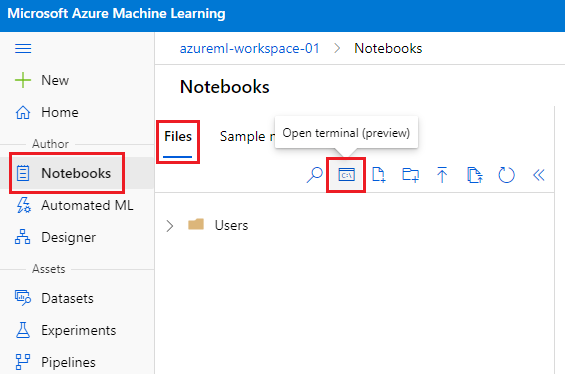 Microsoft Azure Machine Learning
azureml-workspace-01 > Notebooks
New
Notebooks
Home
Author
Files
Sample
Open terminal (preview)
Notebooks
C:\
Automated ML
Users
Designer
Assets
Datasets
Experiments
Pipelines